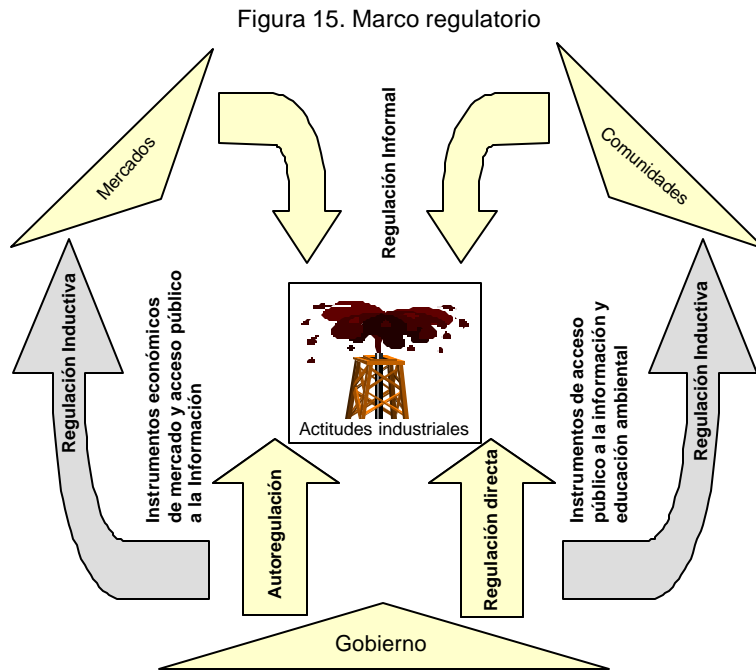 Figura 15. Marco regulatorio
Mercados
Regulación Informal
Comunidades
Regulación Inductiva
Instrumentos económicos
de mercado y acceso público
a la Información
Actitudes industriales
Instrumentos de acceso
público a la información y
educación ambiental
Regulación Inductiva
Autoregulación
Regulación directa
Gobierno